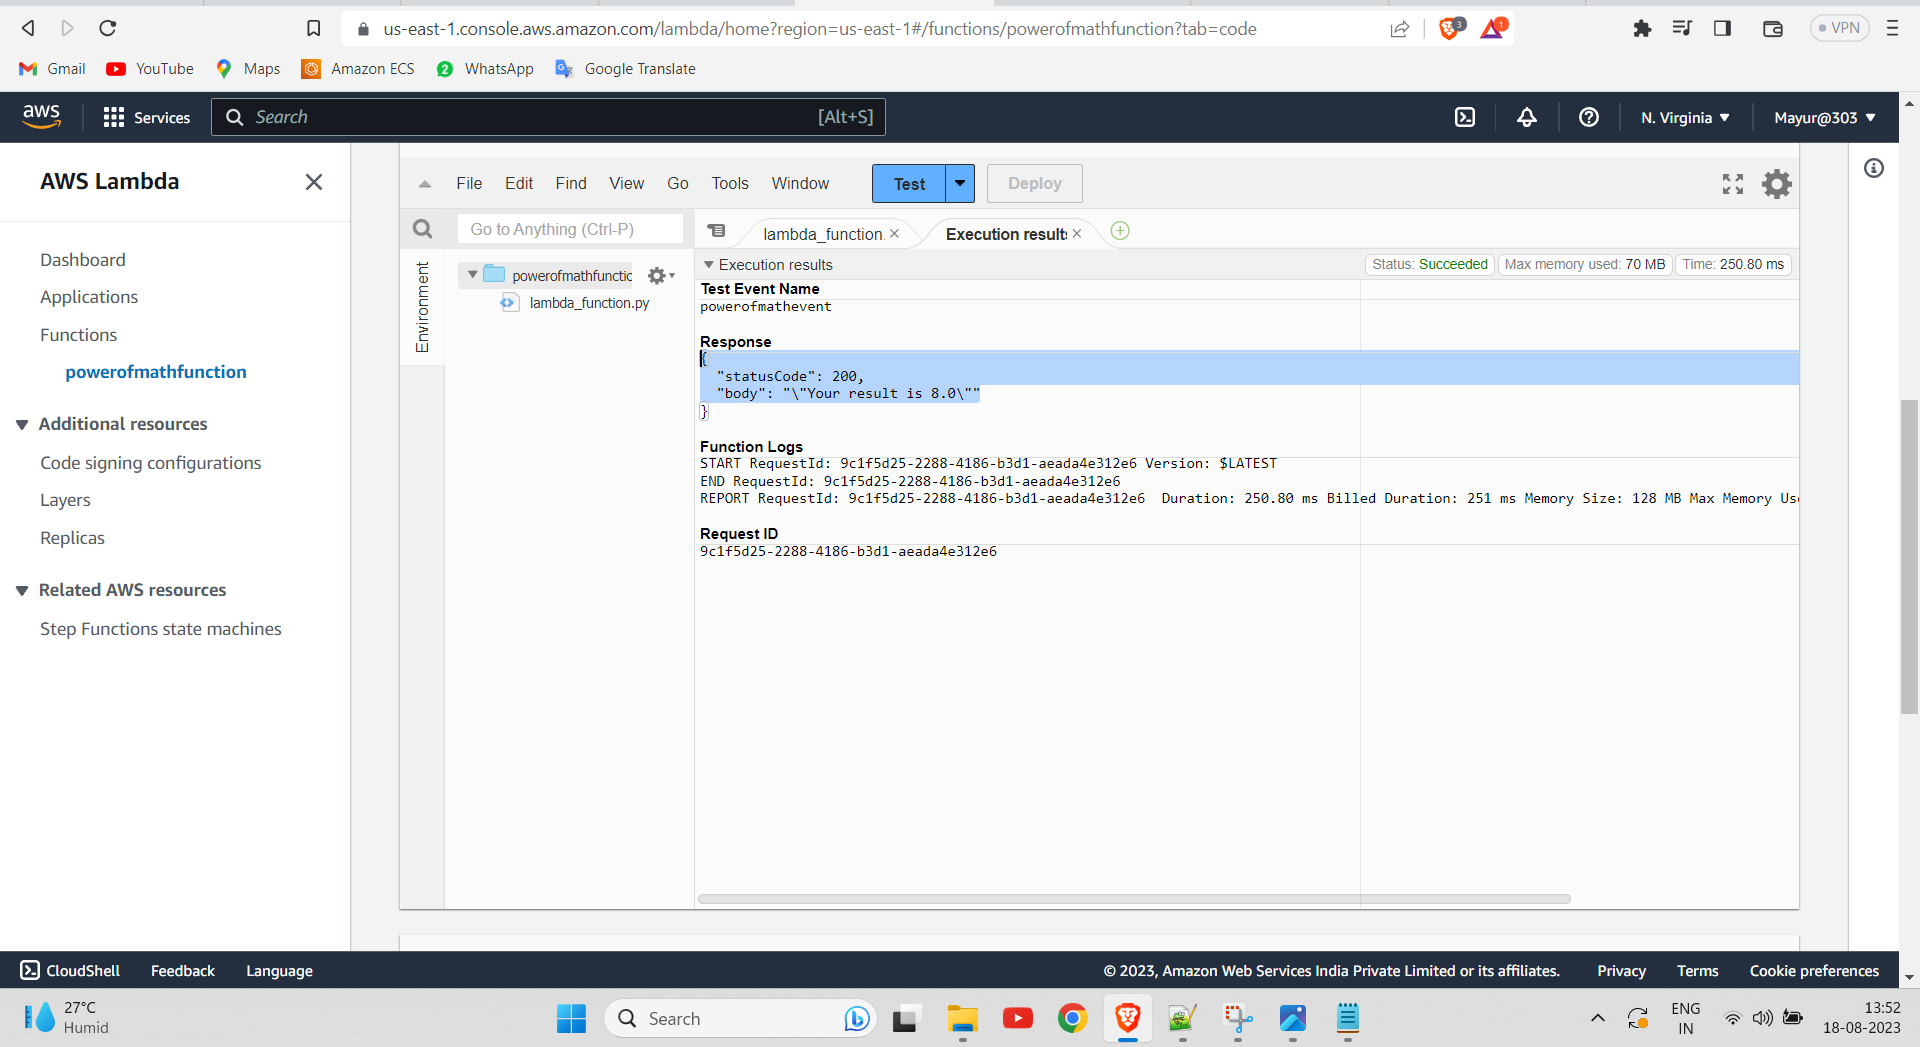 us-east-1.console.aws.amazon.com/lambda/home?region=us-east-1#/functions/powerofmathfunction?tab=code
3
1
VPN
Gmail
YouTube
Maps
Amazon ECS
2
WhatsApp
Google Translate
aws
Services
Search
[Alt+S]
N. Virginia
Mayur@303
AWS Lambda
Dashboard
Applications
Functions
powerofmathfunction
Additional resources
Code signing configurations
Layers
Replicas
Related AWS resources
Step Functions state machines
File
Edit
Find
View
Go
Tools
Window
Test
Deploy
Go to Anything (Ctrl-P)
Environment
powerofmathfunctic
lambda_function.py
lambda_function.
Execution results
Execution results
Status: Succeeded
Max memory used: 70 MB
Time: 250.80 ms
Test Event Name
powerofmathevent
Response
{
"statusCode": 200,
"body": "\"Your result is 8.0\""
}
Function Logs
START RequestId: 9c1f5d25-2288-4186-b3d1-aeada4e312e6 Version: $LATEST
END RequestId: 9c1f5d25-2288-4186-b3d1-aeada4e312e6
REPORT RequestId: 9c1f5d25-2288-4186-b3d1-aeada4e312e6 Duration: 250.80 ms Billed Duration: 251 ms Memory Size: 128 MB Max Memory Us
Request ID
9c1f5d25-2288-4186-b3d1-aeada4e312e6
CloudShell
Feedback
Language
© 2023, Amazon Web Services India Private Limited or its affiliates.
Privacy
Terms
Cookie preferences
27°C
Humid
Search
ENG
IN
13:52
18-08-2023